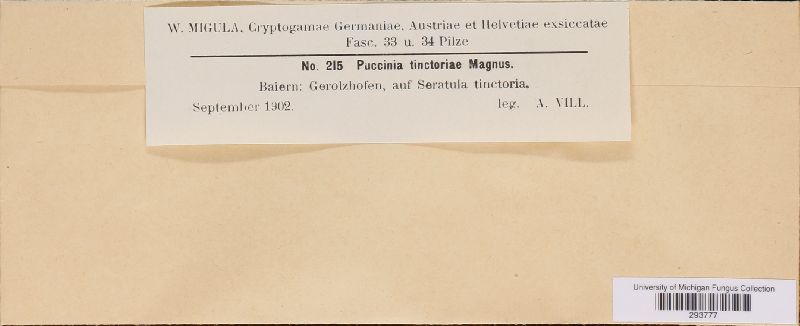 W. MIGULA, Cryptogamae Germaniae, Austriae et Helvetiae exsiccatae
Fasc. 33 u. 34 Pilze
No. 215 Puccinia tinctoriae Magnus.
Baiern: Gerolzhofen, auf Seratula tinctoria.
September 1902. leg. A. VILL.
University of Michigan Fungus Collection
293777